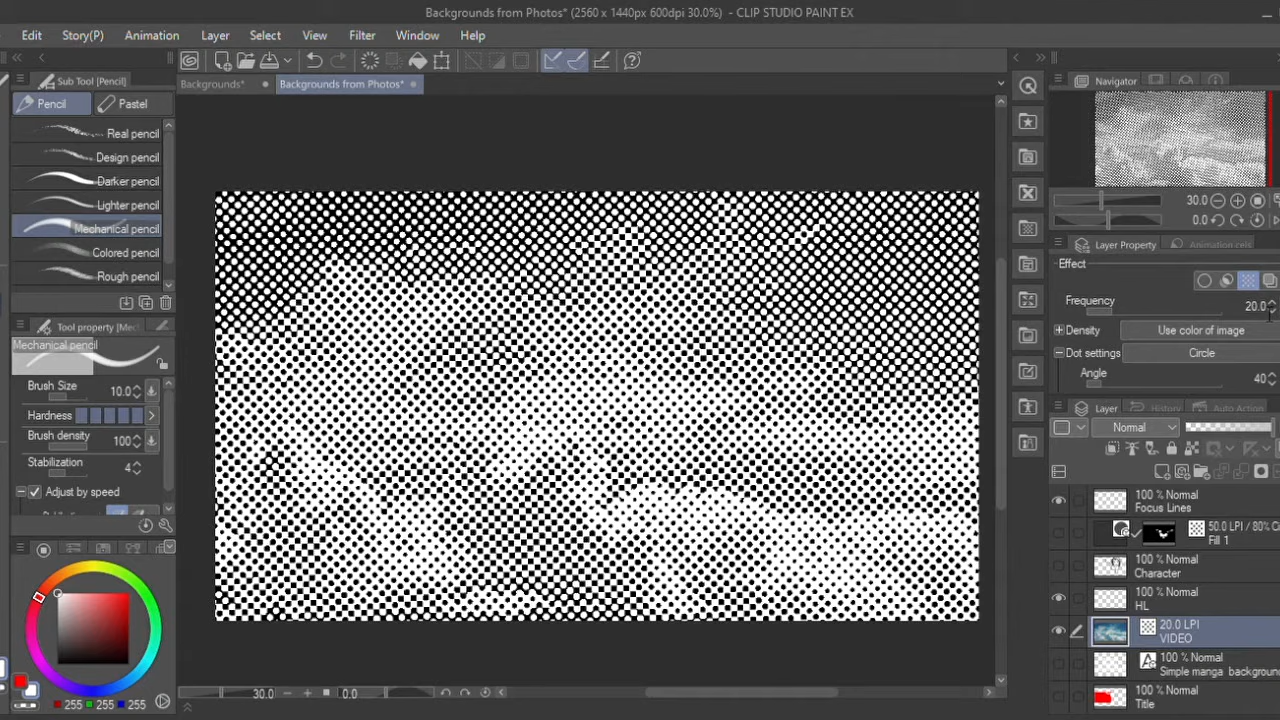 Backgrounds from Photos* (2560 x 1440px 600dpi 30.0%) - CLIP STUDIO PAINT EX
Edit Story(P) Animation Layer Select View Filter Window Help
Sub Tool [Pencil]
Backgrounds*
Backgrounds from Photos*
Navigator
Pencil
Pastel
Real pencil
Design pencil
Darker pencil
Lighter pencil
Mechanical pencil
Colored pencil
Rough pencil
30.0
0.0
Layer Property
Animation cels
Effect
Frequency 20.0
Density Use color of image
Dot settings Circle
Angle 40
Tool property [Mec
Mechanical pencil
Brush Size 10.0
Hardness
Brush density 100
Stabilization 4
Adjust by speed
Layer
History
Auto Action
Normal
100 % Normal
Focus Lines
50.0 LPI / 80% C
Fill 1
100 % Normal
Character
100 % Normal
HL
20.0 LPI
VIDEO
100 % Normal
Simple manga background
100 % Normal
Title
30.0
0.0
255 255 255